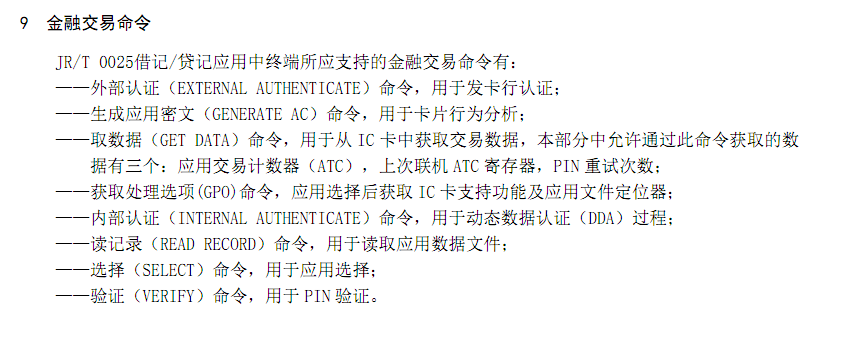 9 金融交易命令
JR/T 0025借记/贷记应用中终端所应支持的金融交易命令有:
——外部认证（EXTERNAL AUTHENTICATE）命令，用于发卡行认证；
——生成应用密文（GENERATE AC）命令，用于卡片行为分析；
——取数据（GET DATA）命令，用于从 IC 卡中获取交易数据，本部分中允许通过此命令获取的数
据有三个：应用交易计数器（ATC），上次联机 ATC 寄存器，PIN 重试次数；
——获取处理选项(GPO)命令，应用选择后获取 IC 卡支持功能及应用文件定位器；
——内部认证（INTERNAL AUTHENTICATE）命令，用于动态数据认证（DDA）过程；
——读记录（READ RECORD）命令，用于读取应用数据文件；
——选择（SELECT）命令，用于应用选择；
——验证（VERIFY）命令，用于 PIN 验证。